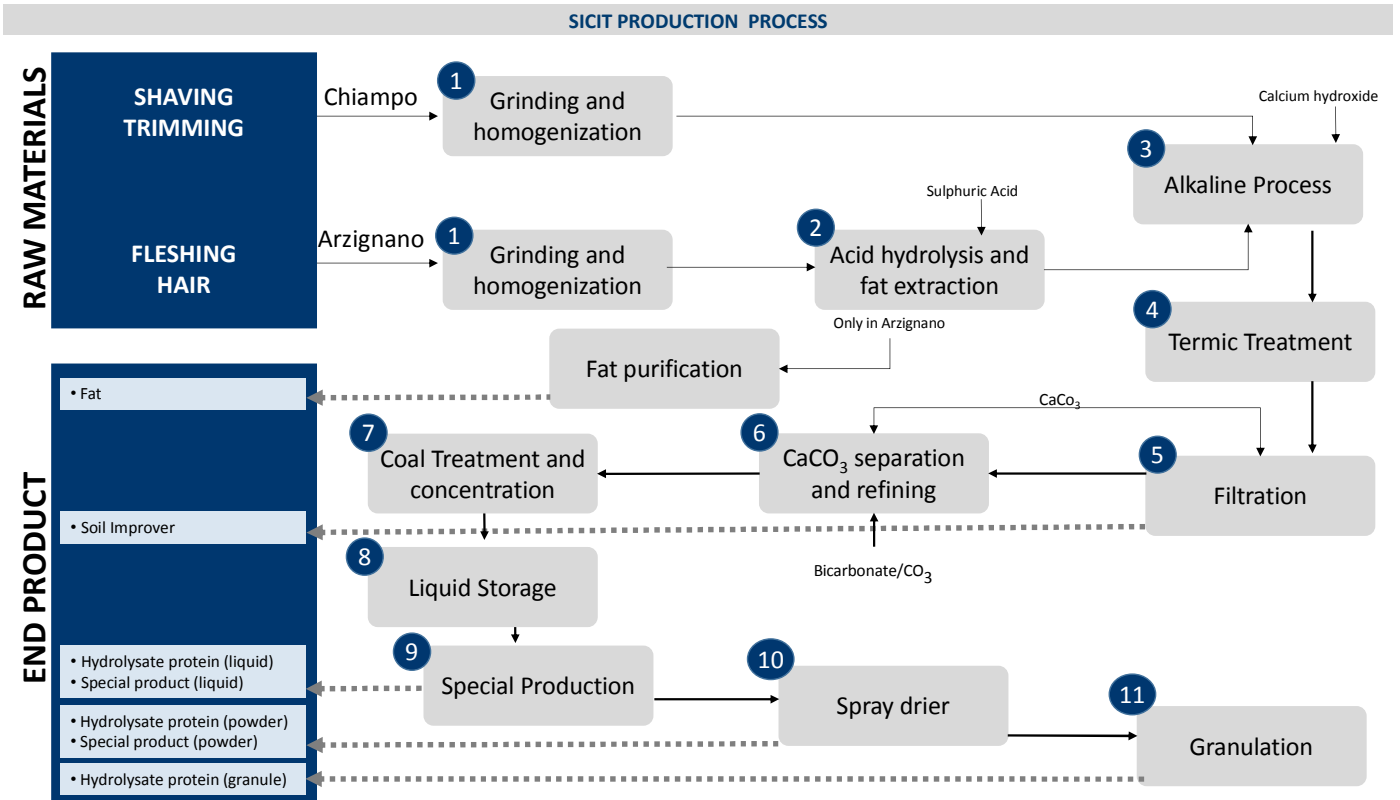 SICIT PRODUCTION PROCESS
RAW MATERIALS
SHAVING
TRIMMING
Chiampo
1
Grinding and
homogenization
Calcium hydroxide
3
Alkaline Process
FLESHING
HAIR
Arzignano
1
Grinding and
homogenization
Sulphuric Acid
2
Acid hydrolysis and
fat extraction
Only in Arzignano
4
Termic Treatment
END PRODUCT
Fat purification
• Fat
CaCo₃
7
Coal Treatment and
concentration
6
CaCO₃ separation
and refining
5
Filtration
• Soil Improver
Bicarbonate/CO₃
8
Liquid Storage
9
Special Production
• Hydrolysate protein (liquid)
• Special product (liquid)
10
Spray drier
• Hydrolysate protein (powder)
• Special product (powder)
11
Granulation
• Hydrolysate protein (granule)